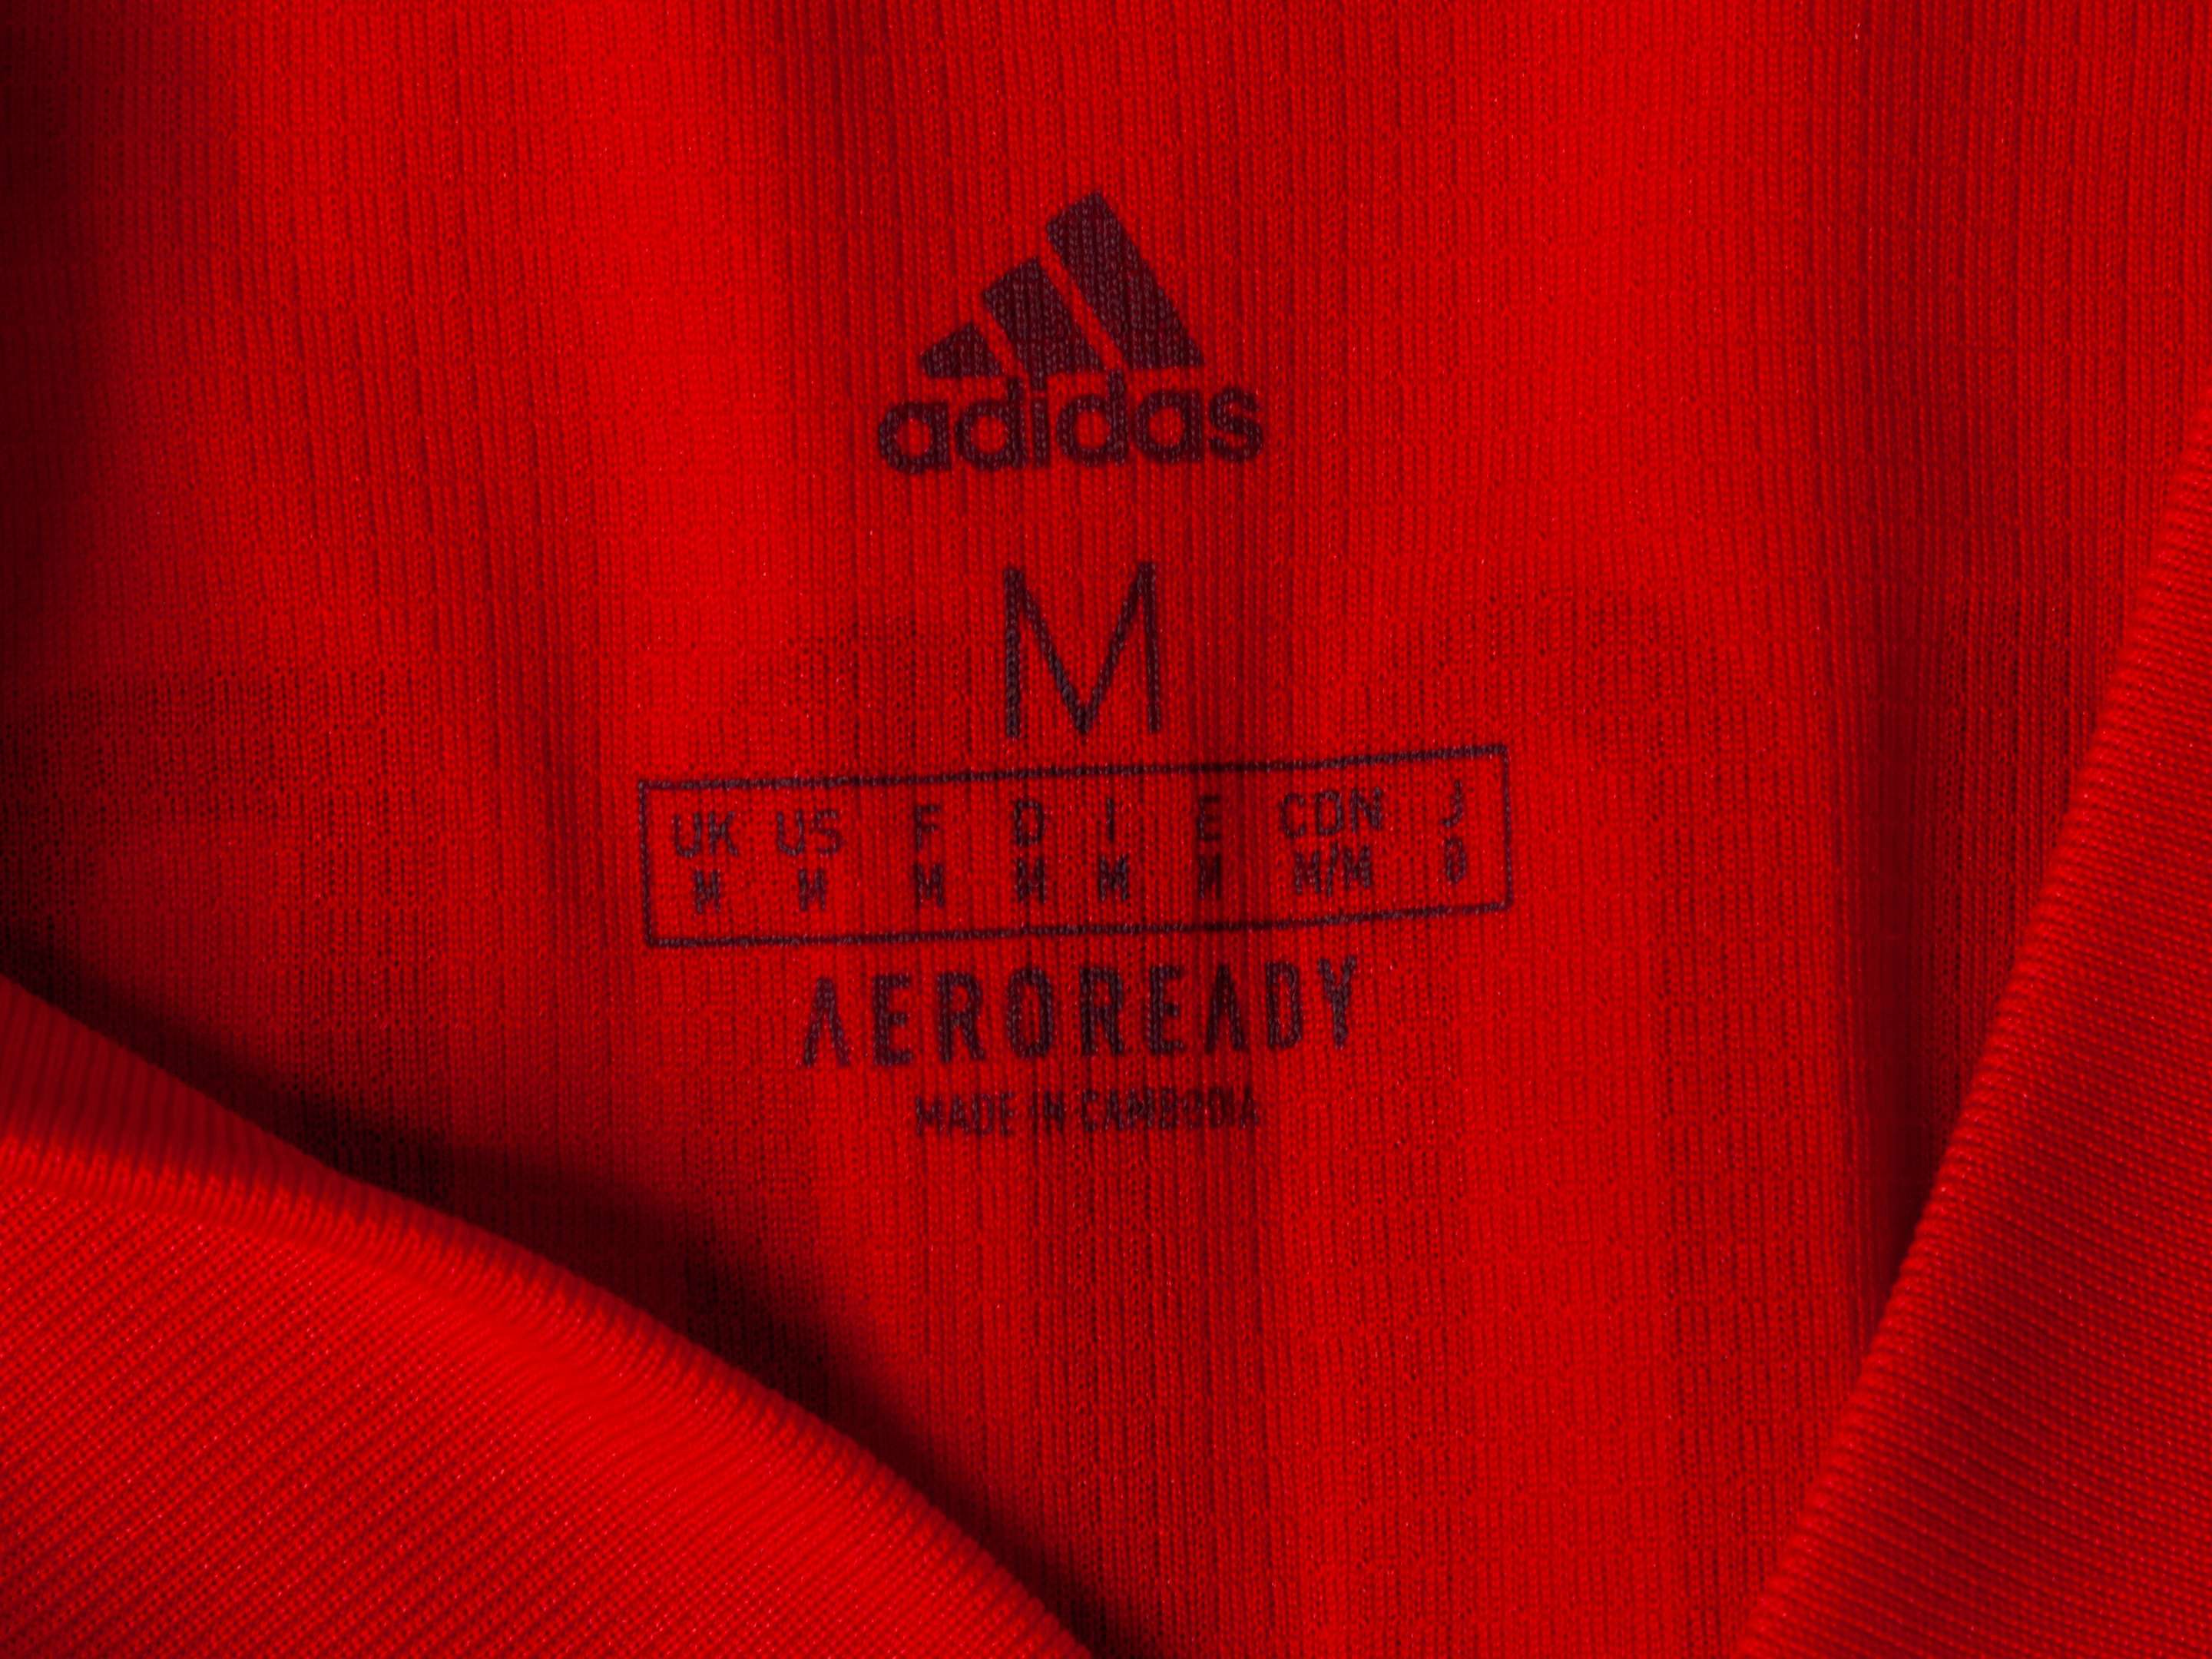 adidas
M
UK US F D I E CDN J
M M M M M M M/M O
AEROREADY
MADE IN CAMBODIA